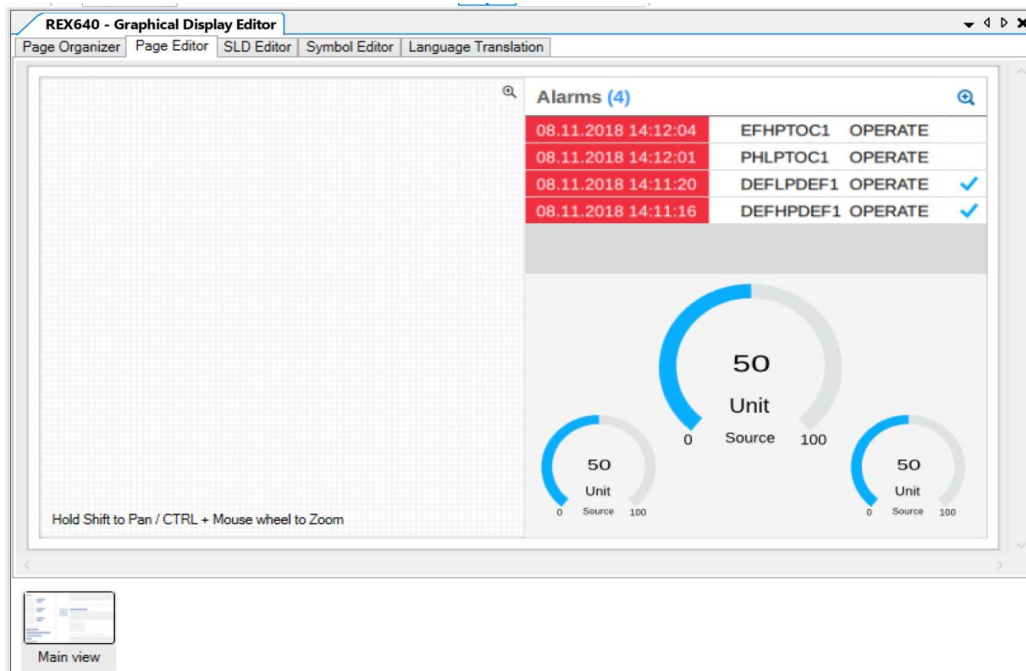 REX640 - Graphical Display Editor
Page Organizer Page Editor SLD Editor Symbol Editor Language Translation
Alarms (4)
08.11.2018 14:12:04 EFHPTOC1 OPERATE
08.11.2018 14:12:01 PHLPTOC1 OPERATE
08.11.2018 14:11:20 DEFLPDEF1 OPERATE
08.11.2018 14:11:16 DEFHPDEF1 OPERATE
50
Unit
0 Source 100
50
Unit
0 Source 100
50
Unit
0 Source 100
Hold Shift to Pan / CTRL + Mouse wheel to Zoom
Main view